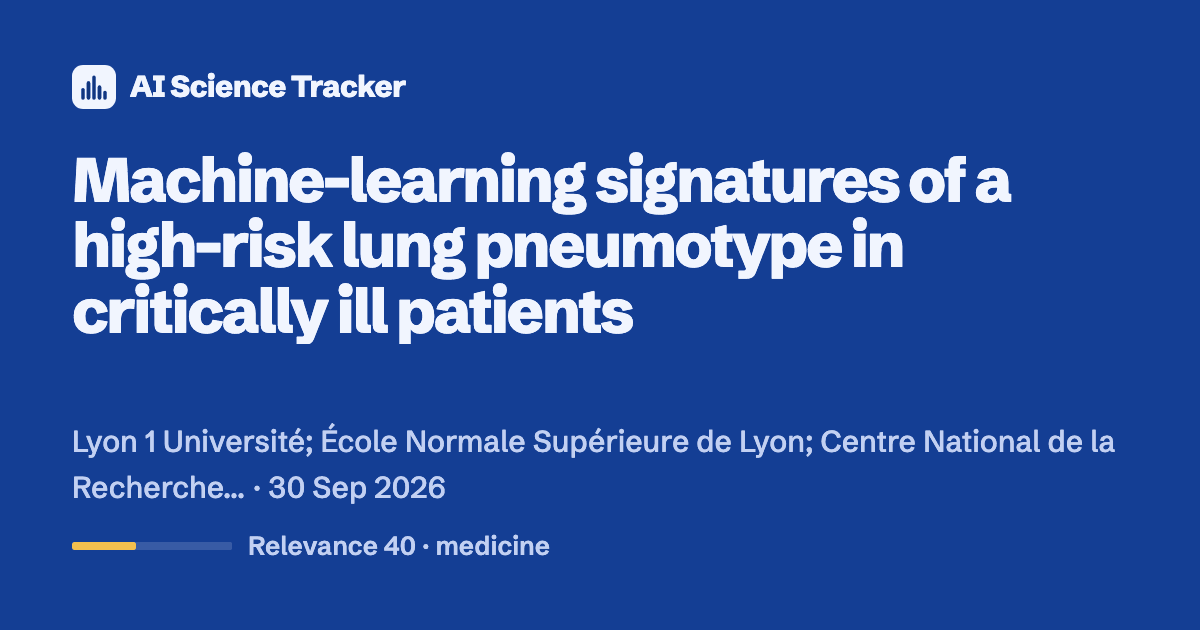 AI Science Tracker
Machine-learning signatures of a
high-risk lung pneumotype in
critically ill patients
Lyon 1 Université; École Normale Supérieure de Lyon; Centre National de la
Recherche... · 30 Sep 2026
Relevance 40 · medicine